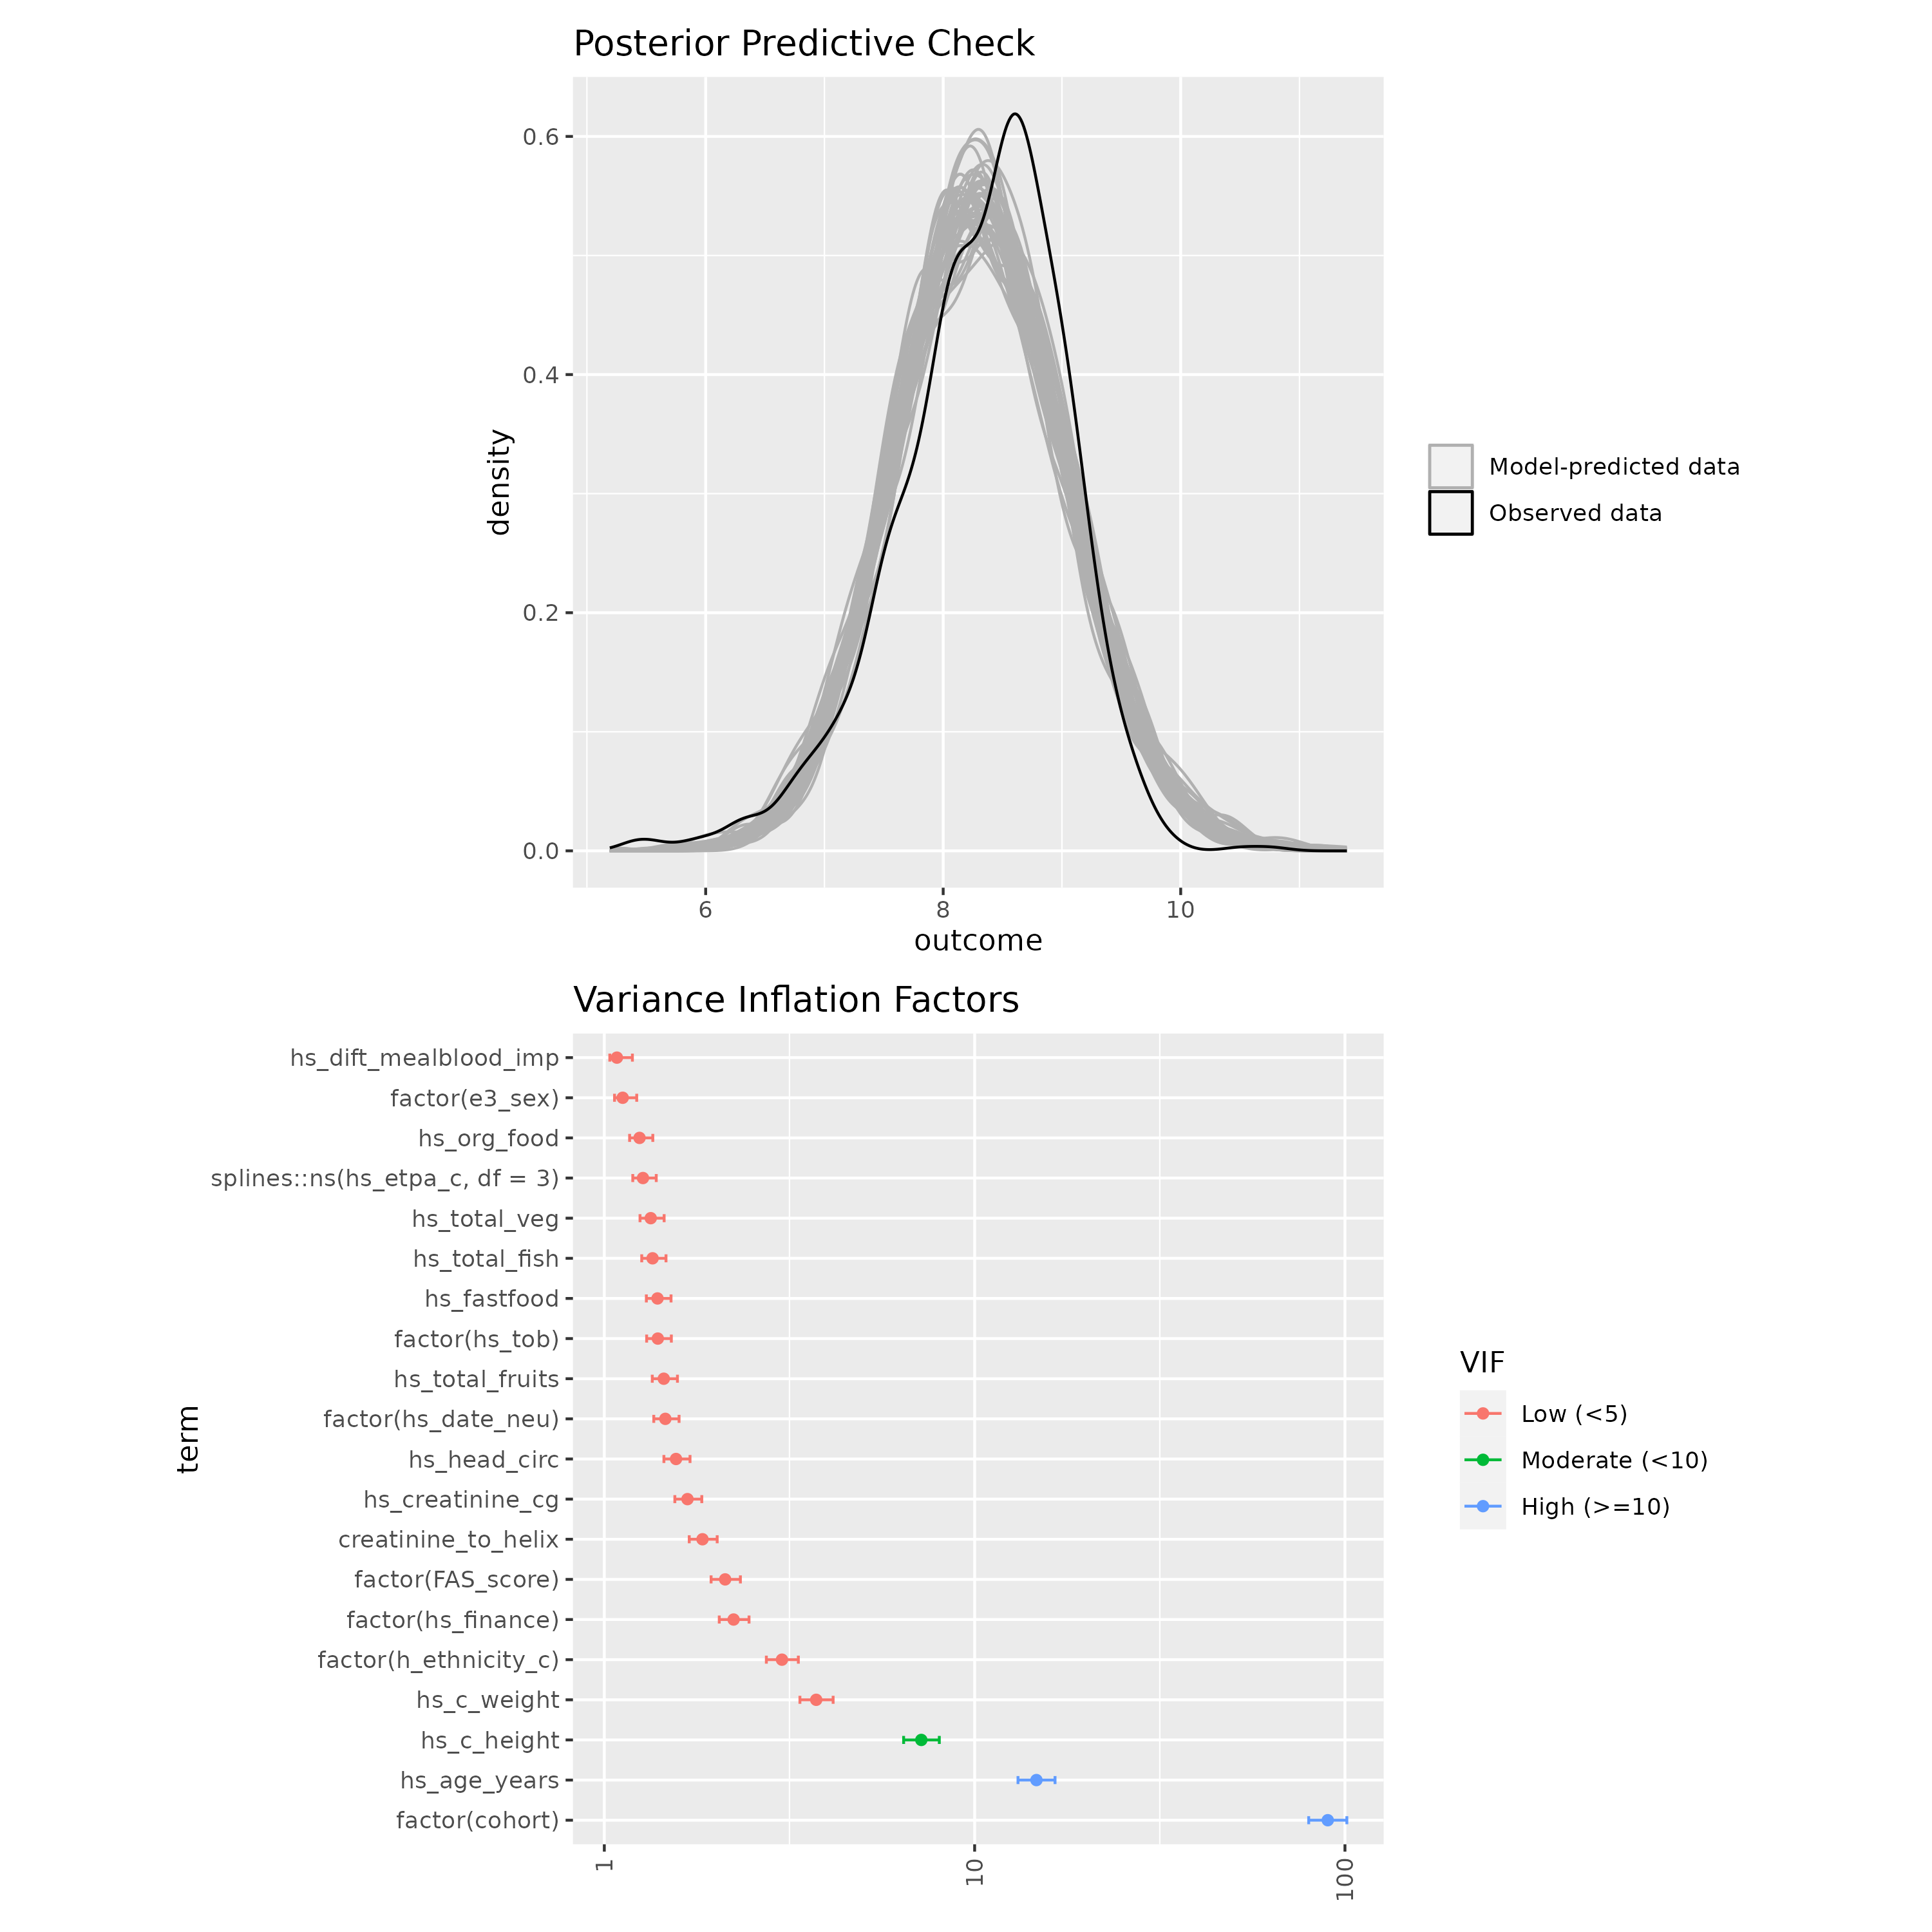 Posterior Predictive Check
0.6
0.4
0.2
0.0
density
6
8
10
outcome
Model-predicted data
Observed data
Variance Inflation Factors
hs_dift_mealblood_imp
factor(e3_sex)
hs_org_food
splines::ns(hs_etpa_c, df = 3)
hs_total_veg
hs_total_fish
hs_fastfood
factor(hs_tob)
hs_total_fruits
factor(hs_date_neu)
hs_head_circ
hs_creatinine_cg
creatinine_to_helix
factor(FAS_score)
factor(hs_finance)
factor(h_ethnicity_c)
hs_c_weight
hs_c_height
hs_age_years
factor(cohort)
term
1
10
100
VIF
Low (<5)
Moderate (<10)
High (>=10)